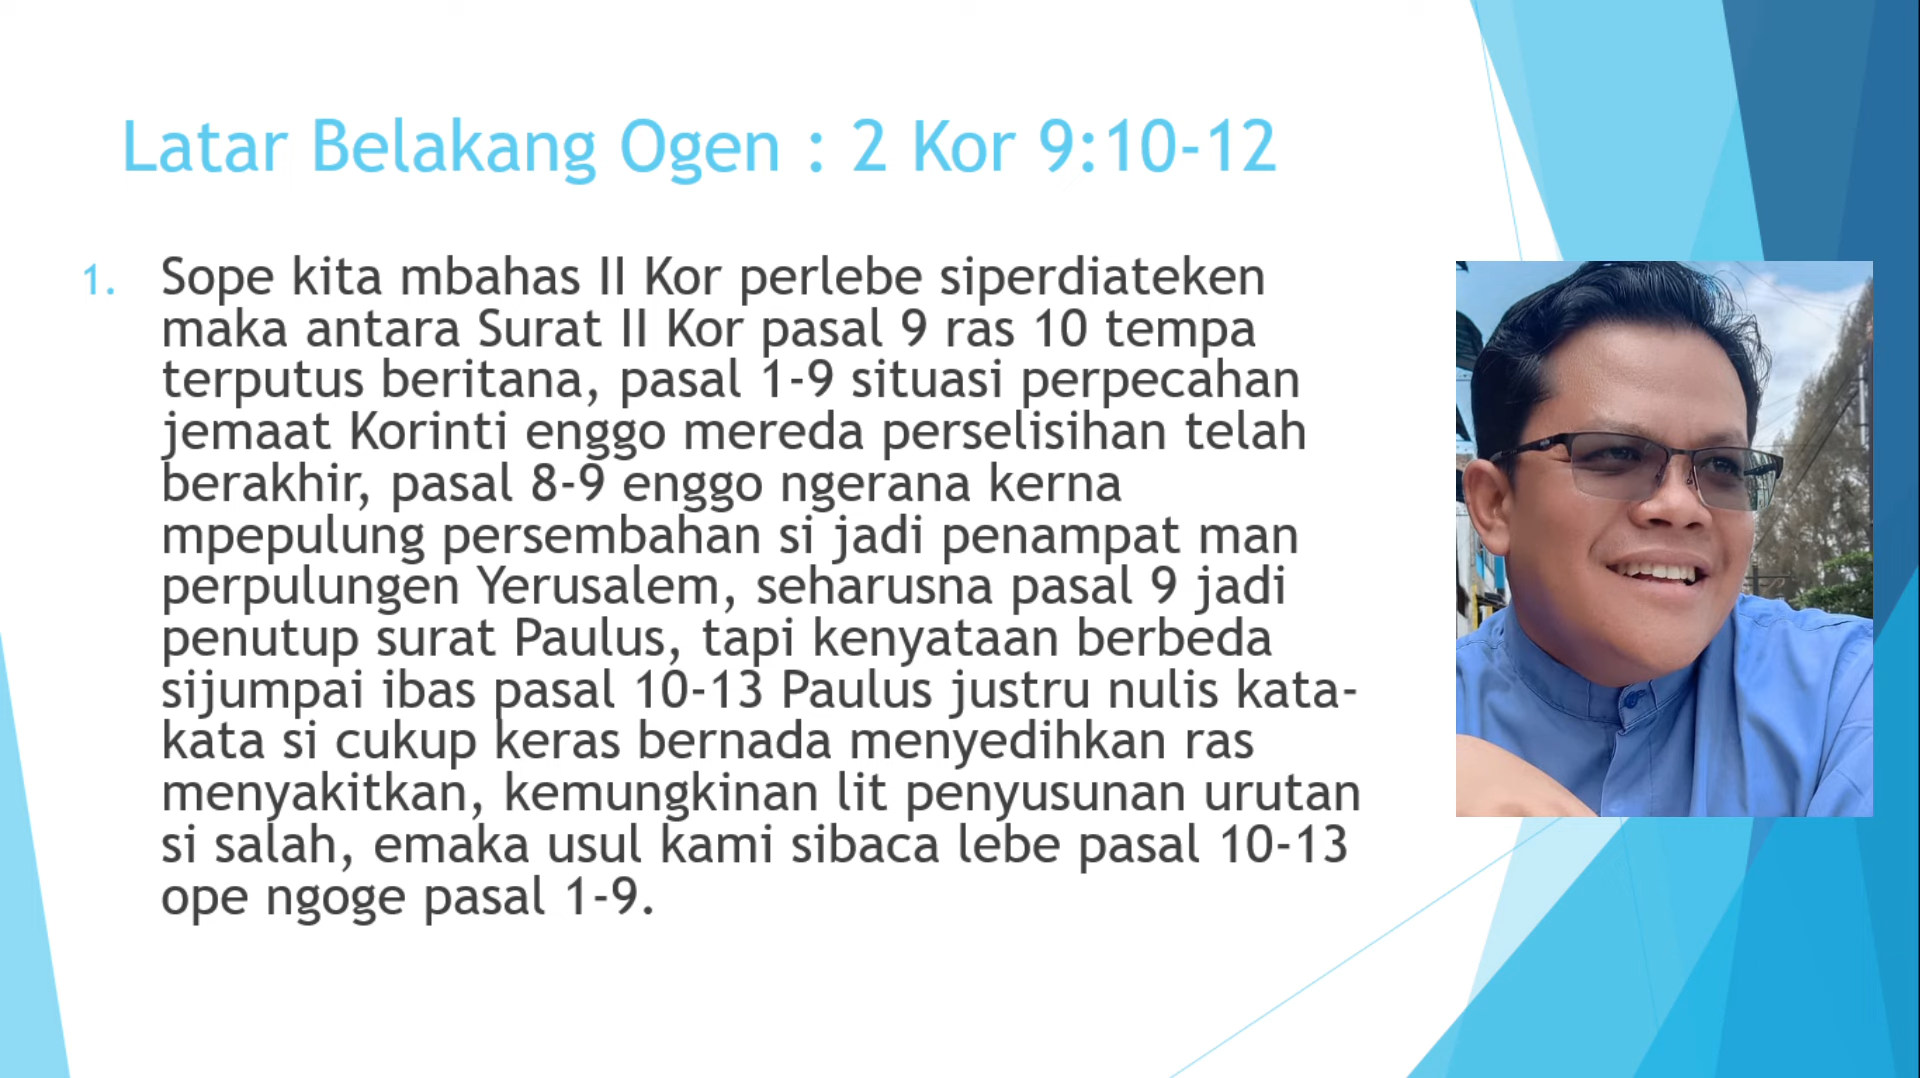 Latar Belakang Ogen : 2 Kor 9:10-12
1. Sope kita mbahas II Kor perlebe siperdiateken
maka antara Surat II Kor pasal 9 ras 10 tempa
terputus beritana, pasal 1-9 situasi perpecahan
jemaat Korinti enggo mereda perselisihan telah
berakhir, pasal 8-9 enggo ngerana kerna
mpepulung persembahan si jadi penampat man
perpulungen Yerusalem, seharusna pasal 9 jadi
penutup surat Paulus, tapi kenyataan berbeda
sijumpai ibas pasal 10-13 Paulus justru nulis kata-
kata si cukup keras bernada menyedihkan ras
menyakitkan, kemungkinan lit penyusunan urutan
si salah, emaka usul kami sibaca lebe pasal 10-13
ope ngoge pasal 1-9.